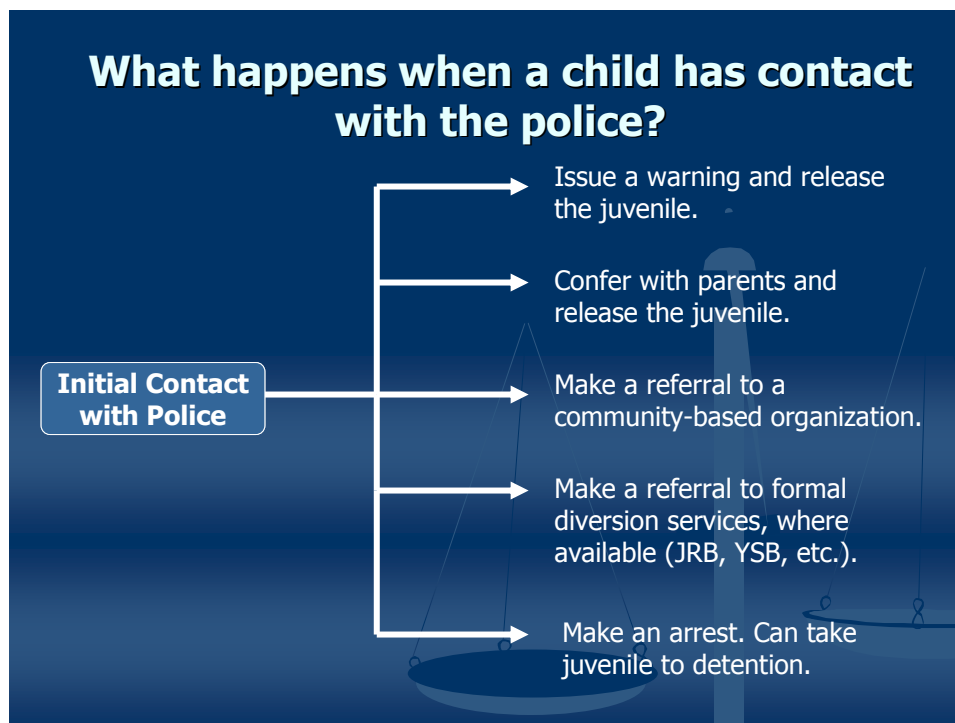 What happens when a child has contact
with the police?
Issue a warning and release
the juvenile.
Confer with parents and
release the juvenile.
Initial Contact
with Police
Make a referral to a
community-based organization.
Make a referral to formal
diversion services, where
available (JRB, YSB, etc.).
Make an arrest. Can take
juvenile to detention.